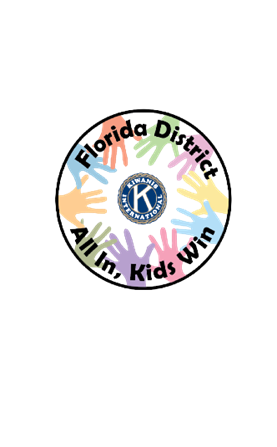 Florida District
KIWANIS
K
INTERNATIONAL
All In, Kids Win